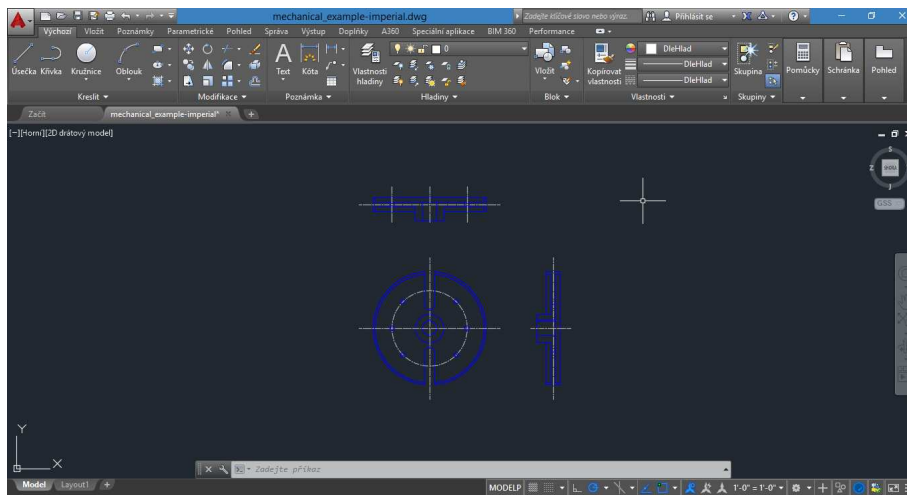 mechanical_example-imperial.dwg
Zadejte klíčové slovo nebo výraz.
Přihlásit se
Výchozí Vložit Poznámky Parametrické Pohled Správa Výstup Doplňky A360 Speciální aplikace BIM 360 Performance
0
DleHlad
Úsečka Křivka Kružnice Oblouk
Text Kóta
Vlastnosti hladiny
Vložit
Kopírovat vlastnosti
DleHlad
DleHlad
Skupina
Pomůcky Schránka Pohled
Kreslit Modifikace Poznámka Hladiny Blok Vlastnosti Skupiny
Začít mechanical_example-imperial*
[−][Horní][2D drátový model]
S
Z
J
GSS
Y
X
Zadejte příkaz
Model Layout1 +
MODELP
1'-0" = 1'-0"